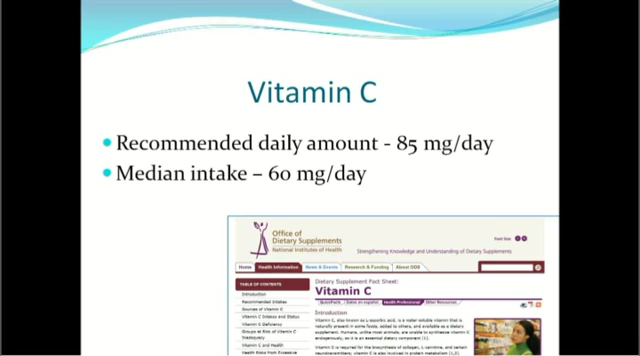 Vitamin C
Recommended daily amount - 85 mg/day
Median intake – 60 mg/day
Office of
Dietary Supplements
National Institutes of Health
Font Size
Strengthening Knowledge and Understanding of Dietary Supplements
Home Health Information News & Events Research & Funding About ODS
TABLE OF CONTENTS
Introduction
Recommended Intakes
Sources of Vitamin C
Vitamin C Intakes and Status
Vitamin C Deficiency
Groups at Risk of Vitamin C
Inadequacy
Vitamin C and Health
Health Risks from Excessive
Dietary Supplement Fact Sheet:
Vitamin C
QuickFacts Datos en español Health Professional Other Resources
Introduction
Vitamin C, also known as L-ascorbic acid, is a water-soluble vitamin that is
naturally present in some foods, added to others, and available as a dietary
supplement. Humans, unlike most animals, are unable to synthesize vitamin C
endogenously, so it is an essential dietary component [1].
Vitamin C is required for the biosynthesis of collagen, L-carnitine, and certain
neurotransmitters; vitamin C is also involved in protein metabolism [1,2].